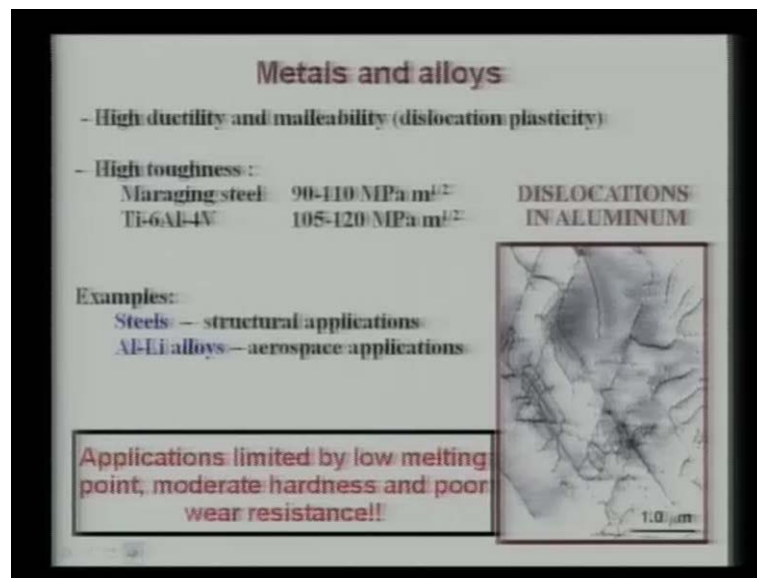 Metals and alloys
– High ductility and malleability (dislocation plasticity)
– High toughness :
Maraging steel 90-110 MPa m1/2
Ti-6Al-4V 105-120 MPa m1/2
DISLOCATIONS
IN ALUMINUM
Examples:
Steels – structural applications
Al-Li alloys – aerospace applications
Applications limited by low melting
point, moderate hardness and poor
wear resistance!!
1.0 μm